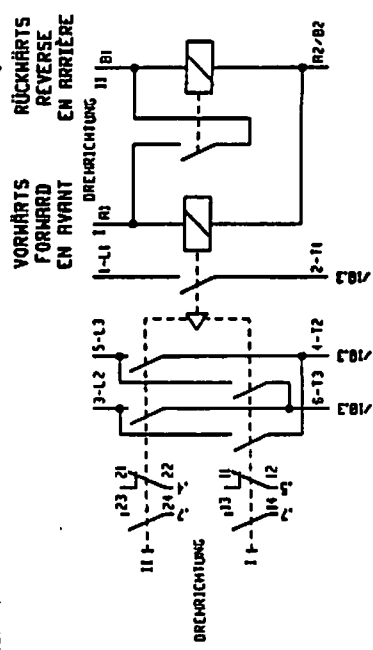 RÜCKWÄRTS
REVERSE
EN ARRIÈRE
II
B1
A2/B2
DREHRICHTUNG
VORWÄRTS
FORWARD
EN AVANT
I
A1
1-L1
2-T1
/10.3
5-L3
4-T2
/10.3
3-L2
6-T3
/10.3
21
22
23
24
II
11
12
13
14
I
DREHRICHTUNG